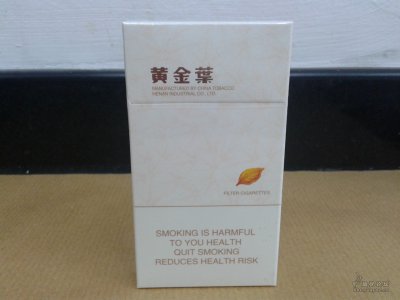 黃金葉
MANUFACTURED BY CHINA TOBACCO
HENAN INDUSTRIAL CO., LTD.
FILTER CIGARETTES
SMOKING IS HARMFUL
TO YOU HEALTH
QUIT SMOKING
REDUCES HEALTH RISK